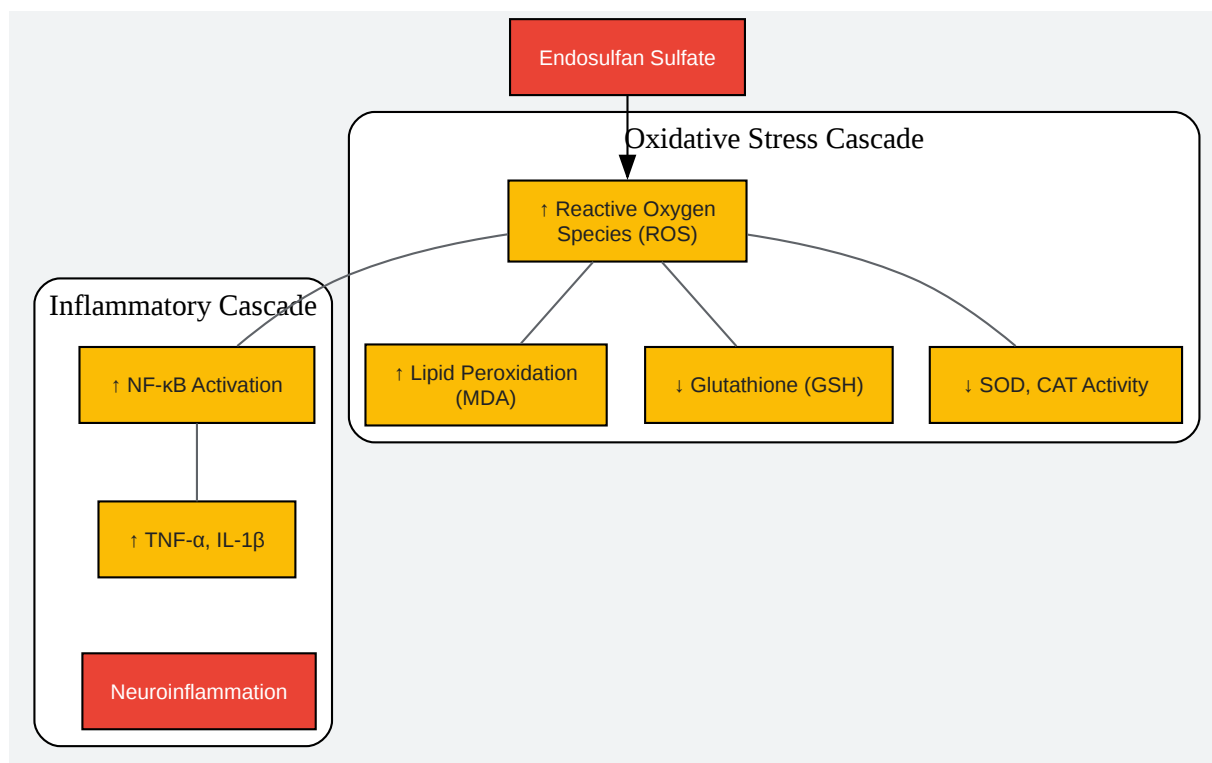 Endosulfan Sulfate
Oxidative Stress Cascade
↑ Reactive Oxygen
Species (ROS)
Inflammatory Cascade
↑ NF-κB Activation
↑ Lipid Peroxidation
(MDA)
↓ Glutathione (GSH)
↓ SOD, CAT Activity
↑ TNF-α, IL-1β
Neuroinflammation